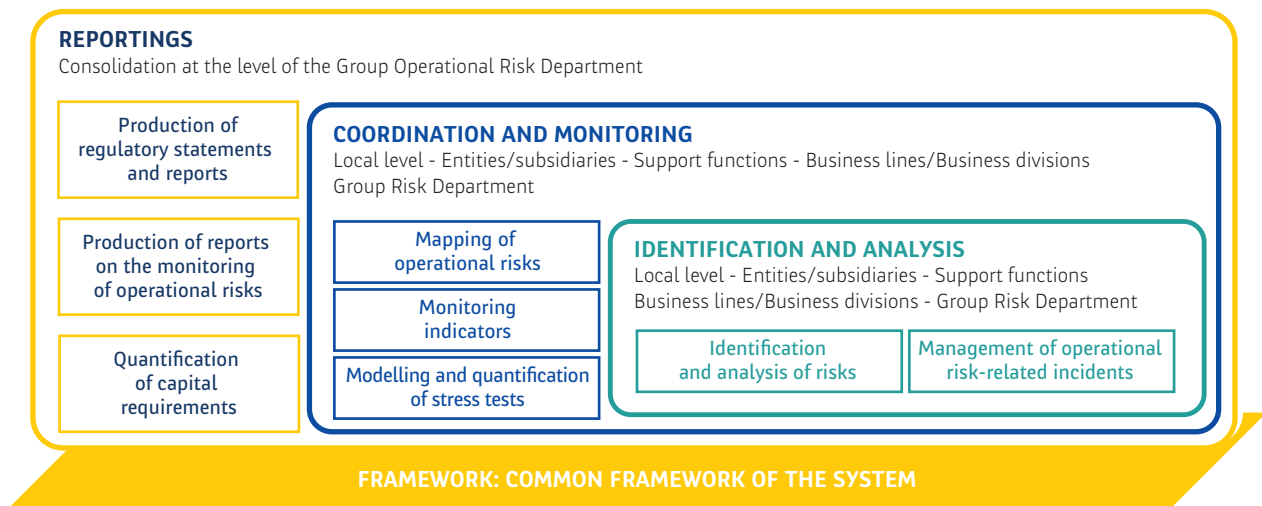 REPORTINGS
Consolidation at the level of the Group Operational Risk Department
Production of
regulatory statements
and reports
Production of reports
on the monitoring
of operational risks
Quantification
of capital
requirements
COORDINATION AND MONITORING
Local level - Entities/subsidiaries - Support functions - Business lines/Business divisions
Group Risk Department
Mapping of
operational risks
Monitoring
indicators
Modelling and quantification
of stress tests
IDENTIFICATION AND ANALYSIS
Local level - Entities/subsidiaries - Support functions
Business lines/Business divisions - Group Risk Department
Identification
and analysis of risks
Management of operational
risk-related incidents
FRAMEWORK: COMMON FRAMEWORK OF THE SYSTEM